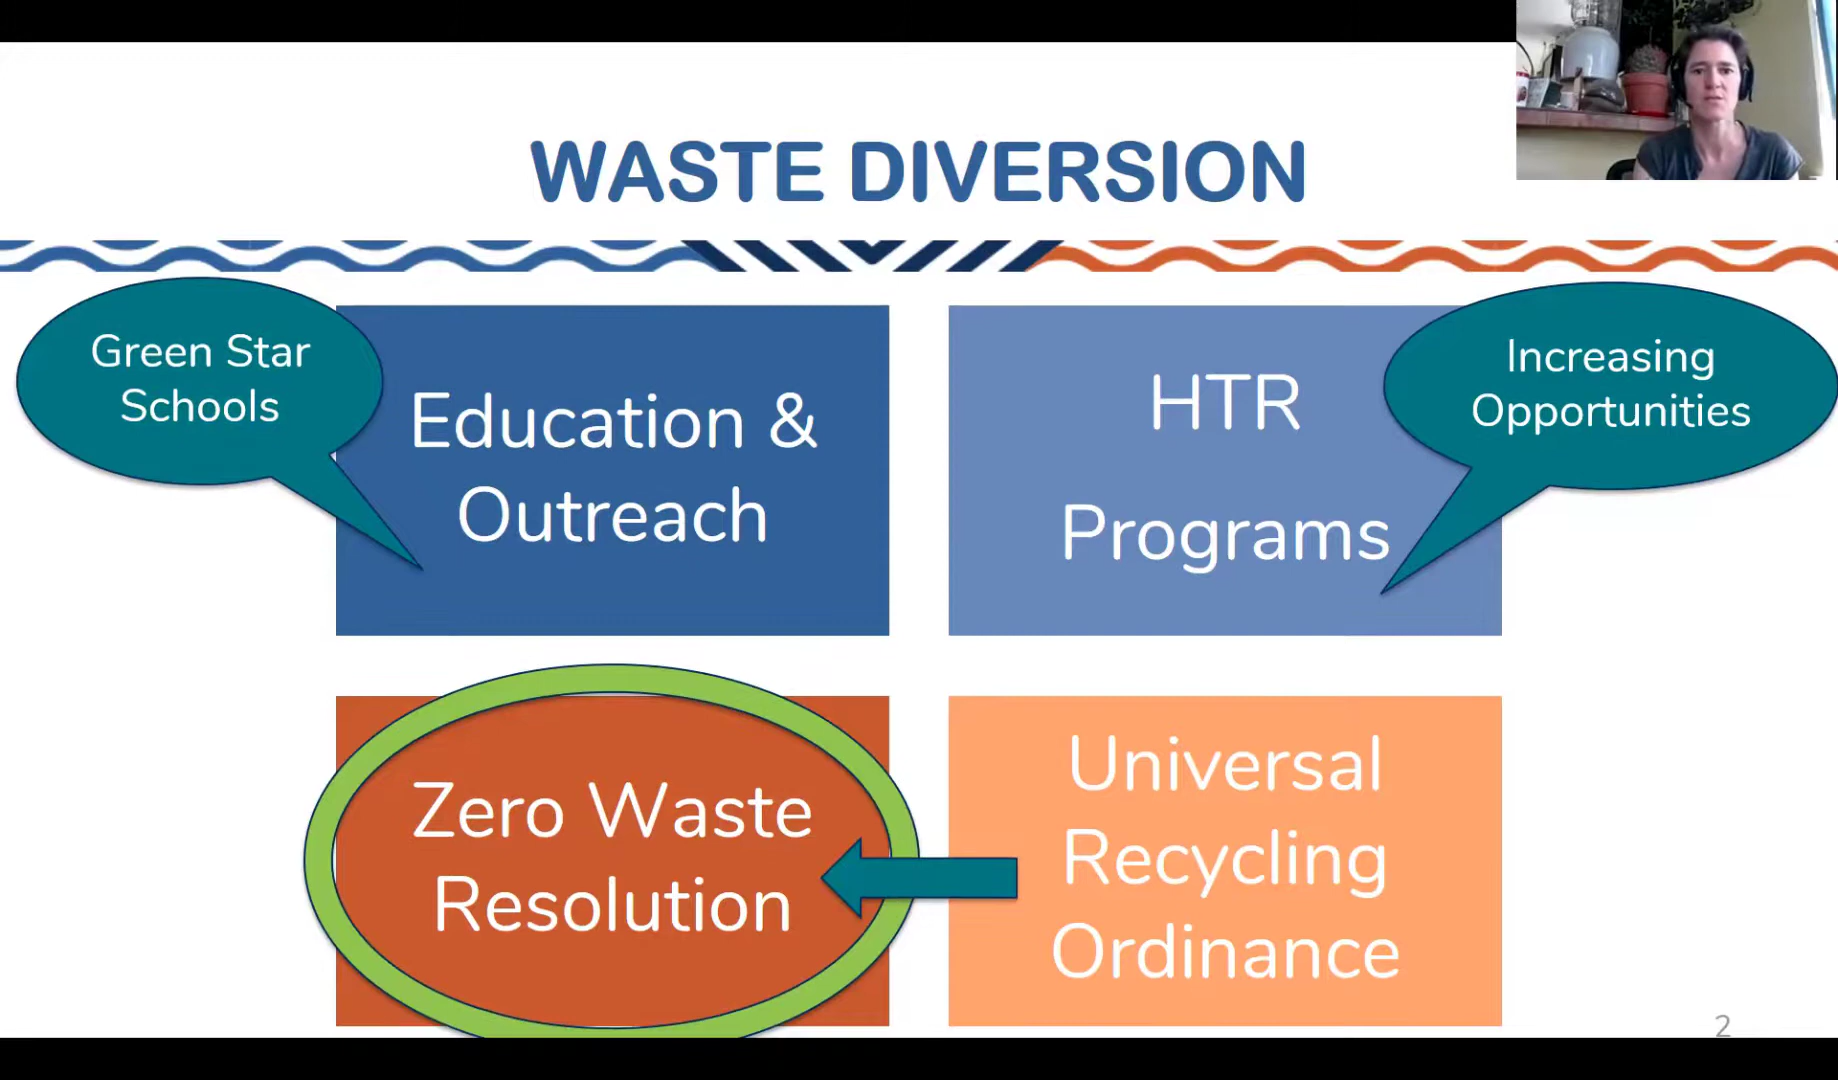 WASTE DIVERSION
Green Star
Schools
Education &
Outreach
HTR
Programs
Increasing
Opportunities
Zero Waste
Resolution
Universal
Recycling
Ordinance
2